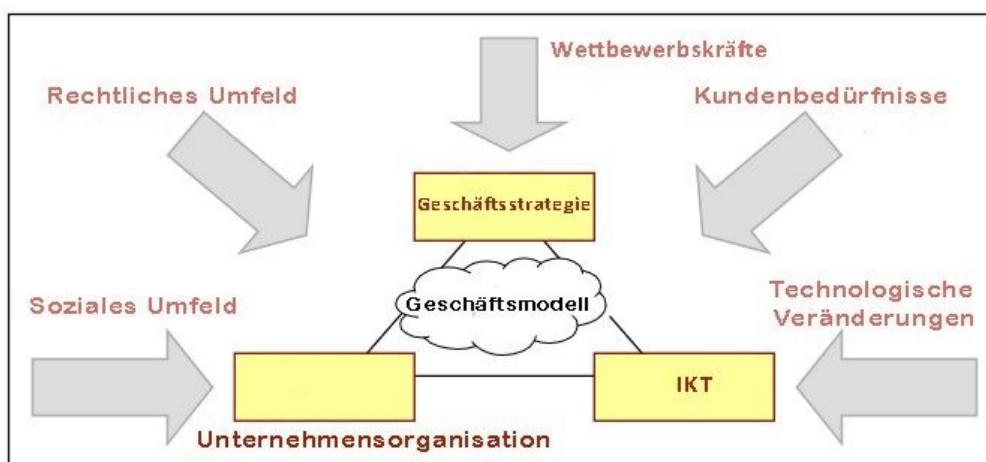 Wettbewerbskräfte
Rechtliches Umfeld
Kundenbedürfnisse
Geschäftsstrategie
Geschäftsmodell
Soziales Umfeld
Technologische
Veränderungen
IKT
Unternehmensorganisation